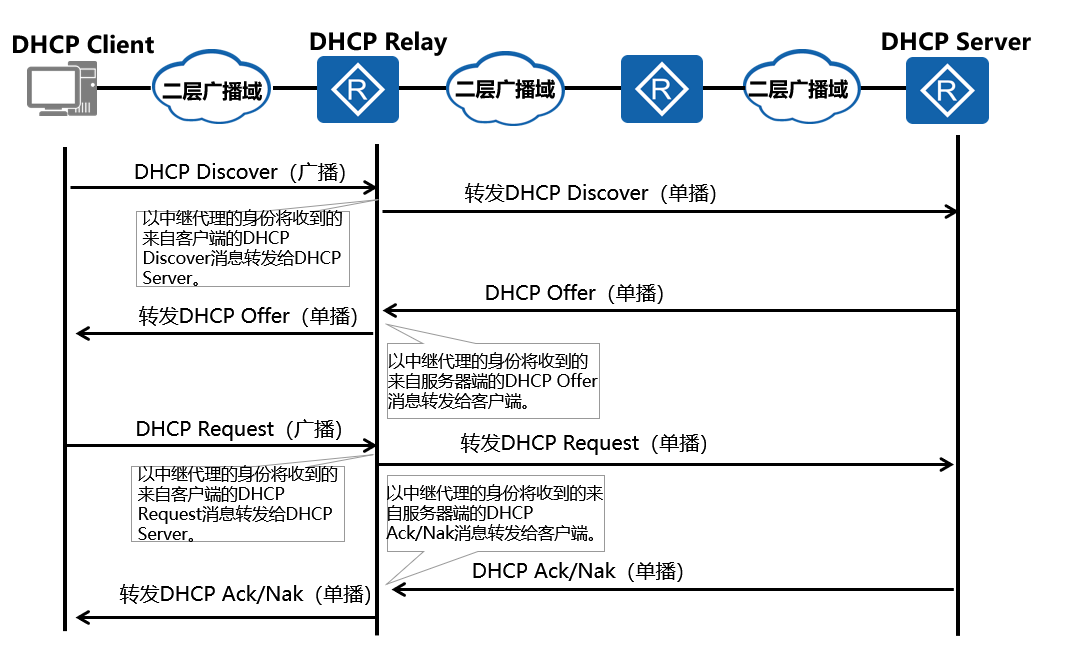 DHCP Client
DHCP Relay
DHCP Server
二层广播域
R
二层广播域
R
二层广播域
R
DHCP Discover（广播）
转发DHCP Discover（单播）
以中继代理的身份将收到的
来自客户端的DHCP
Discover消息转发给DHCP
Server。
DHCP Offer（单播）
转发DHCP Offer（单播）
以中继代理的身份将收到的
来自服务器端的DHCP Offer
消息转发给客户端。
DHCP Request（广播）
转发DHCP Request（单播）
以中继代理的身份将收到的
来自客户端的DHCP
Request消息转发给DHCP
Server。
以中继代理的身份将收到的来
自服务器端的DHCP
Ack/Nak消息转发给客户端。
DHCP Ack/Nak（单播）
转发DHCP Ack/Nak（单播）